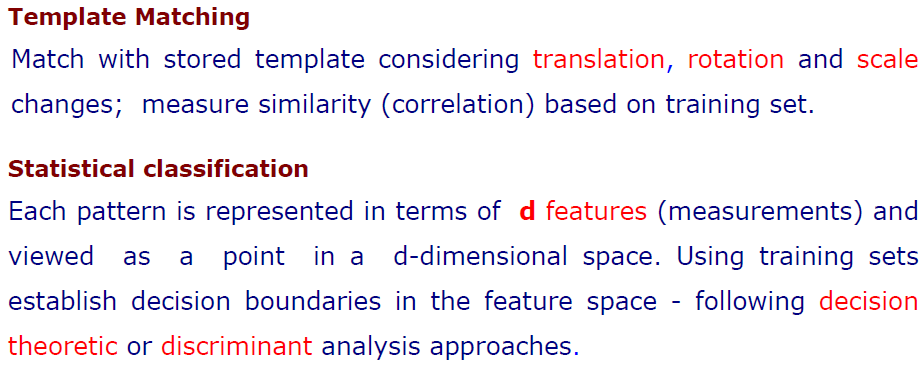 Template Matching
Match with stored template considering translation, rotation and scale
changes; measure similarity (correlation) based on training set.
Statistical classification
Each pattern is represented in terms of d features (measurements) and
viewed as a point in a d-dimensional space. Using training sets
establish decision boundaries in the feature space - following decision
theoretic or discriminant analysis approaches.